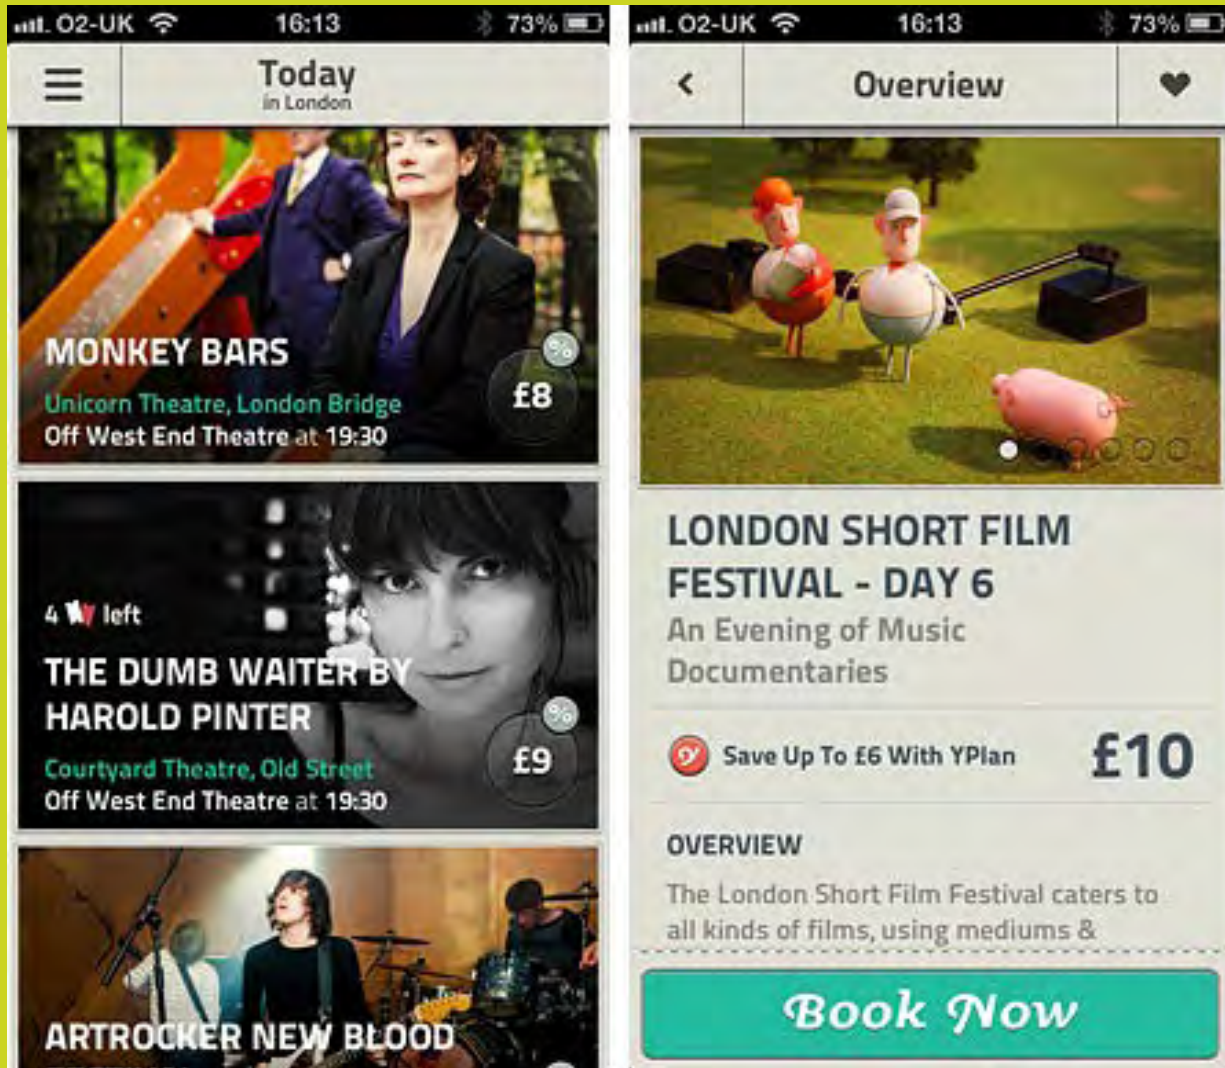 O2-UK 16:13 73%
Today
in London
MONKEY BARS
Unicorn Theatre, London Bridge
Off West End Theatre at 19:30
%
£8
4 left
THE DUMB WAITER BY
HAROLD PINTER
Courtyard Theatre, Old Street
Off West End Theatre at 19:30
%
£9
ARTROCKER NEW BLOOD
O2-UK 16:13 73%
Overview
LONDON SHORT FILM
FESTIVAL - DAY 6
An Evening of Music
Documentaries
Save Up To £6 With YPlan £10
OVERVIEW
The London Short Film Festival caters to
all kinds of films, using mediums &
Book Now